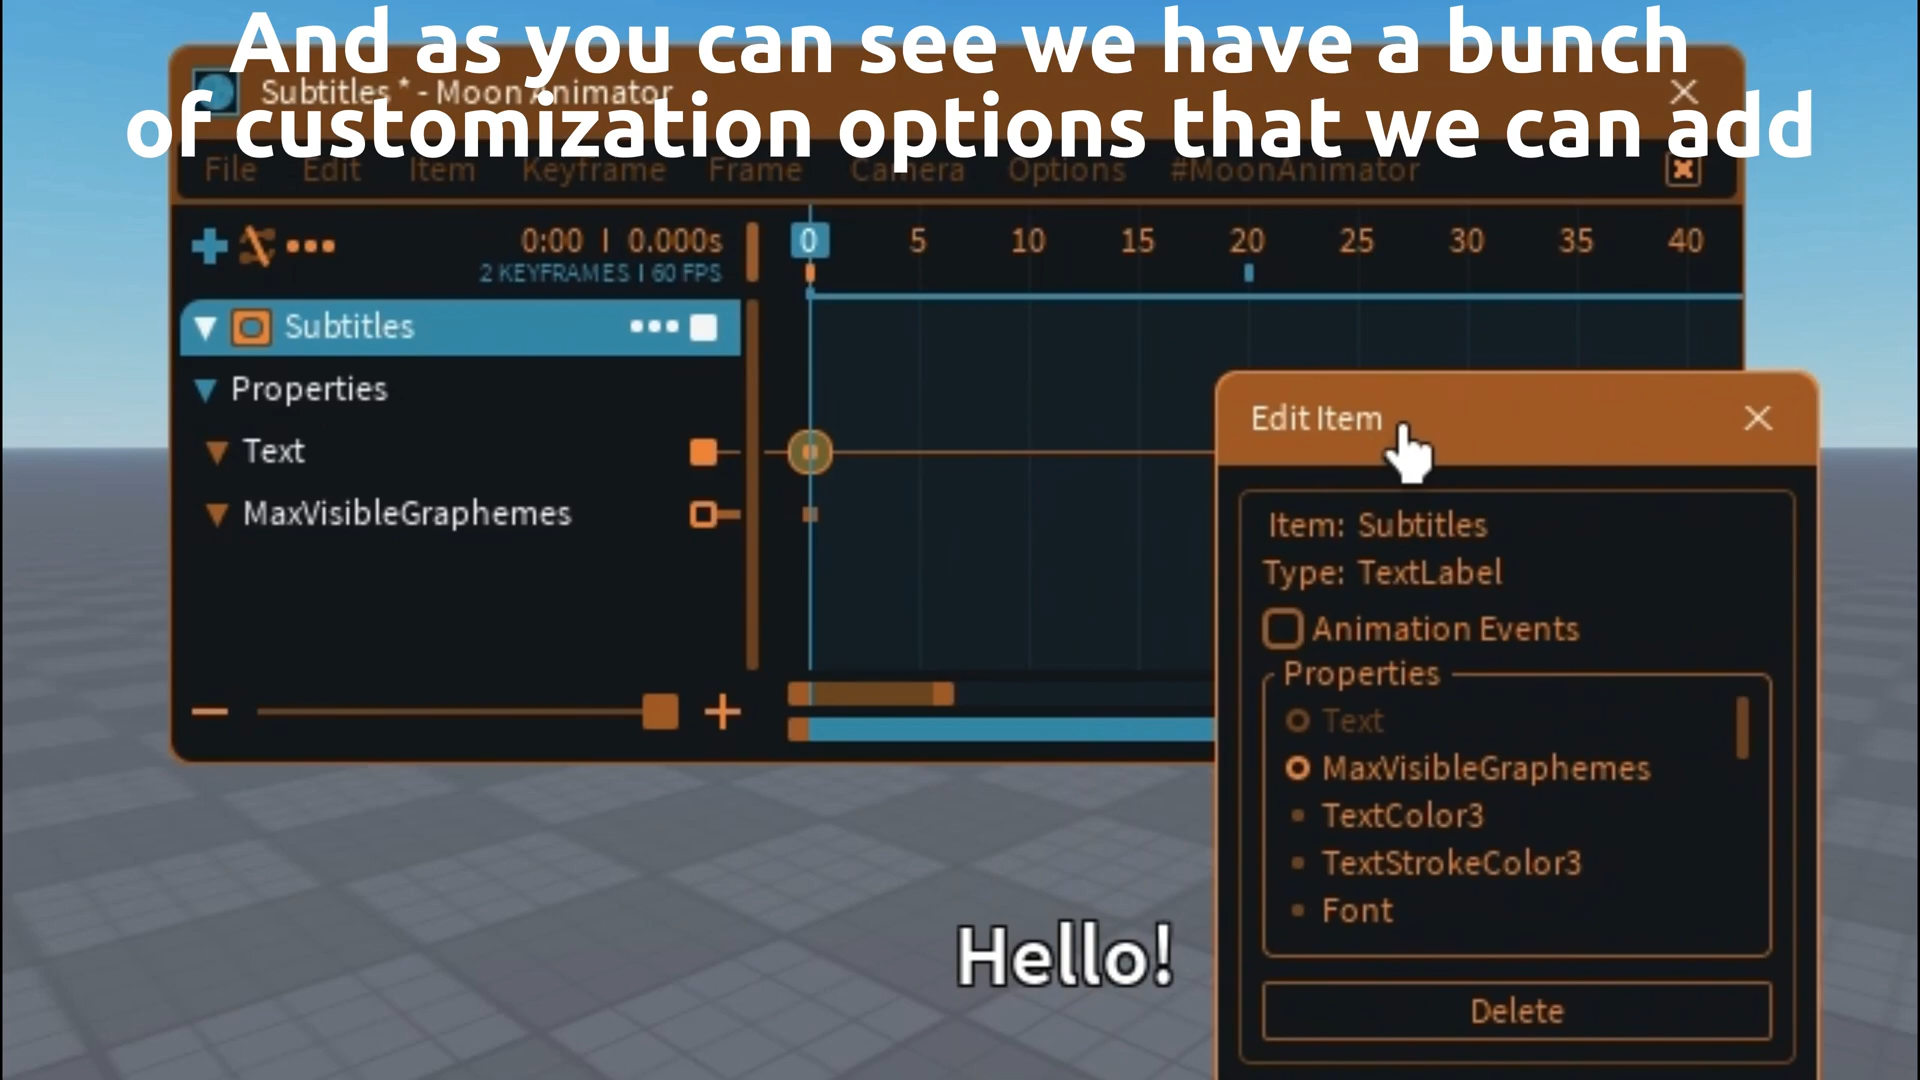 And as you can see we have a bunch
of customization options that we can add
Subtitles * - Moon Animator
File Edit Item Keyframe Frame Camera Options #MoonAnimator
0:00 | 0.000s
2 KEYFRAMES | 60 FPS
0 5 10 15 20 25 30 35 40
Subtitles
Properties
Text
MaxVisibleGraphemes
Edit Item
Item: Subtitles
Type: TextLabel
Animation Events
Properties
Text
MaxVisibleGraphemes
TextColor3
TextStrokeColor3
Font
Delete
Hello!